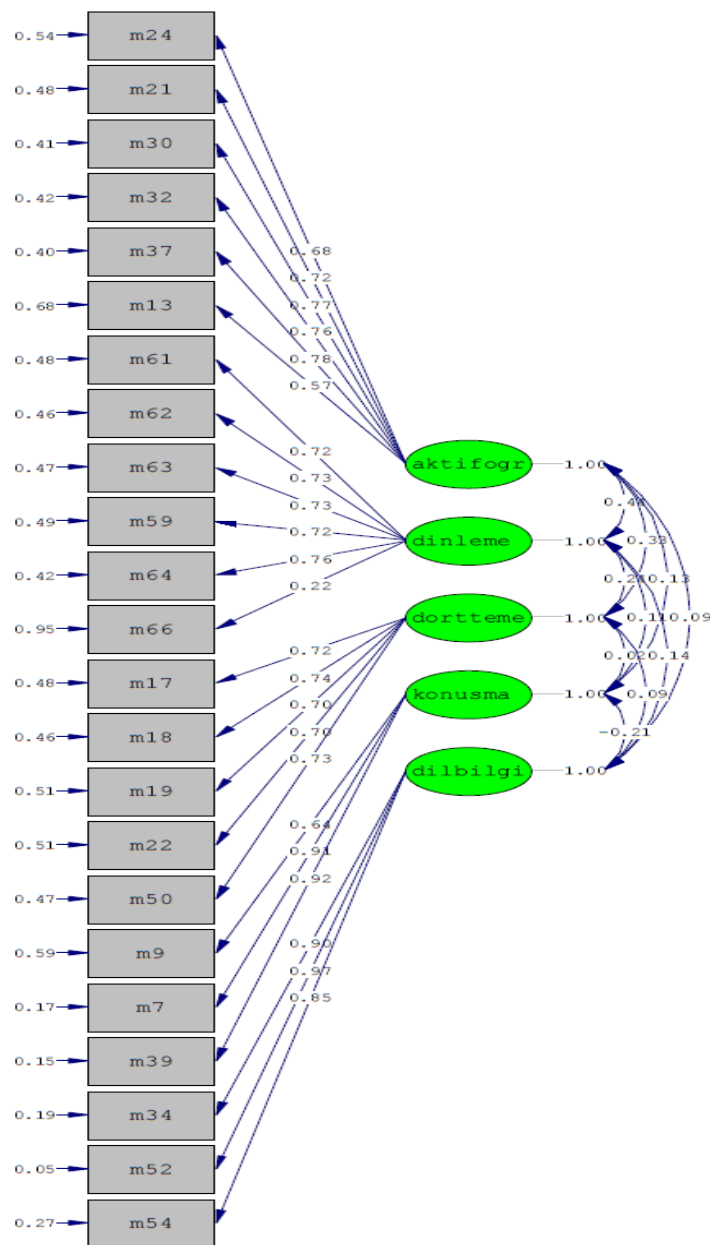 0.54 m24
0.48 m21
0.41 m30
0.42 m32
0.40 m37
0.68 m13
0.48 m61
0.46 m62
0.47 m63
0.49 m59
0.42 m64
0.95 m66
0.48 m17
0.46 m18
0.51 m19
0.51 m22
0.47 m50
0.59 m9
0.17 m7
0.15 m39
0.19 m34
0.05 m52
0.27 m54
0.68
0.72
0.77
0.76
0.78
0.57
0.72
0.73
0.73
0.72
0.76
0.22
0.72
0.74
0.70
0.70
0.73
0.64
0.91
0.92
0.90
0.97
0.85
aktifogr 1.00
dinleme 1.00
dortteme 1.00
konusma 1.00
dilbilgi 1.00
0.33
0.13
0.11
0.09
0.02
0.14
0.09
-0.21